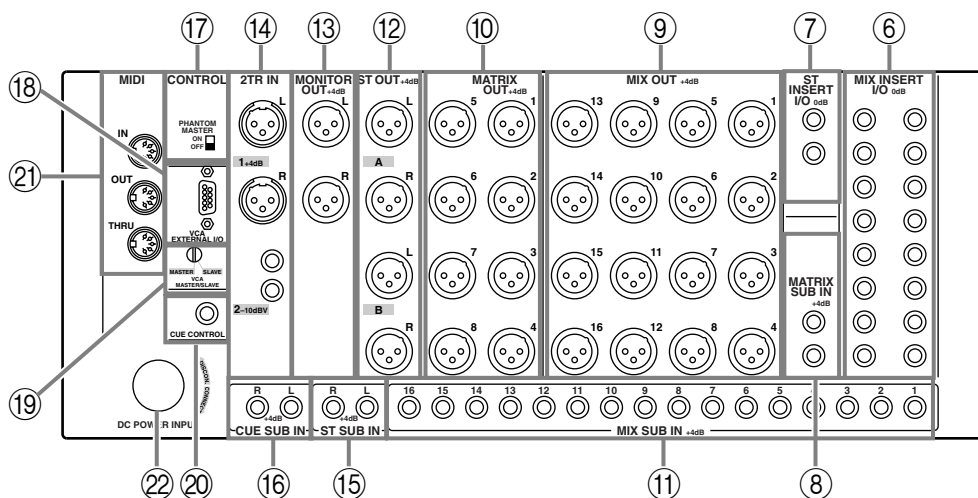 ⑰ ⑭ ⑬ ⑫ ⑩ ⑨ ⑦ ⑥
⑱
㉑
⑲
MIDI
IN
OUT
THRU
CONTROL
PHANTOM
MASTER
ON
OFF
VCA
EXTERNAL I/O
MASTER SLAVE
VCA
MASTER/SLAVE
CUE CONTROL
DC POWER INPUT
DISCON. CONNECT
2TR IN
L
1 +4dB
R
2 –10dBV
MONITOR
OUT +4dB
L
R
ST OUT +4dB
L
A
R
L
B
R
MATRIX
OUT +4dB
5 1
6 2
7 3
8 4
MIX OUT +4dB
13 9 5 1
14 10 6 2
15 11 7 3
16 12 8 4
ST
INSERT
I/O 0dB
MATRIX
SUB IN
+4dB
MIX INSERT
I/O 0dB
R L
+4dB
CUE SUB IN
R L
+4dB
ST SUB IN
16 15 14 13 12 11 10 9 8 7 6 5 3 2 1
MIX SUB IN +4dB
㉒ ⑳ ⑯ ⑮ ⑪ ⑧